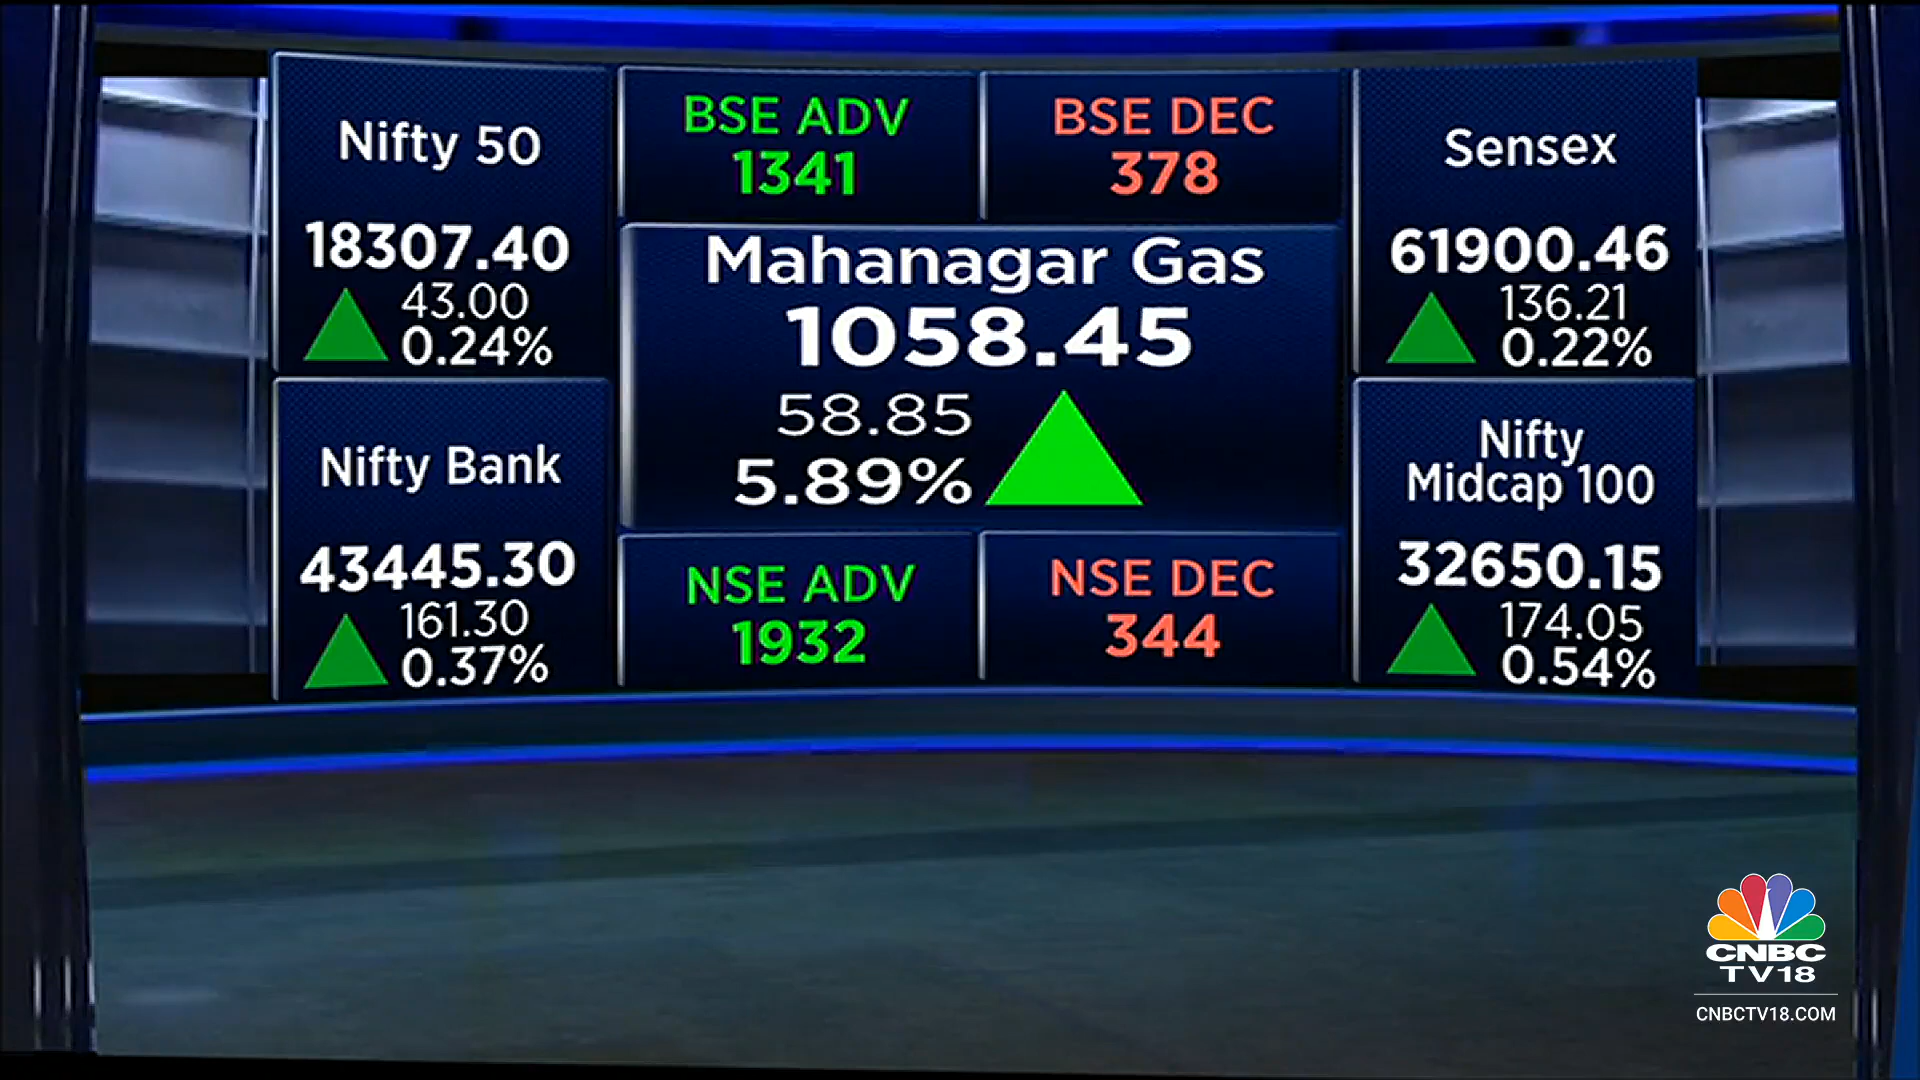 Nifty 50
18307.40
43.00
0.24%
BSE ADV
1341
BSE DEC
378
Sensex
61900.46
136.21
0.22%
Mahanagar Gas
1058.45
58.85
5.89%
Nifty Bank
43445.30
161.30
0.37%
NSE ADV
1932
NSE DEC
344
Nifty
Midcap 100
32650.15
174.05
0.54%
CNBC
TV18
CNBCTV18.COM